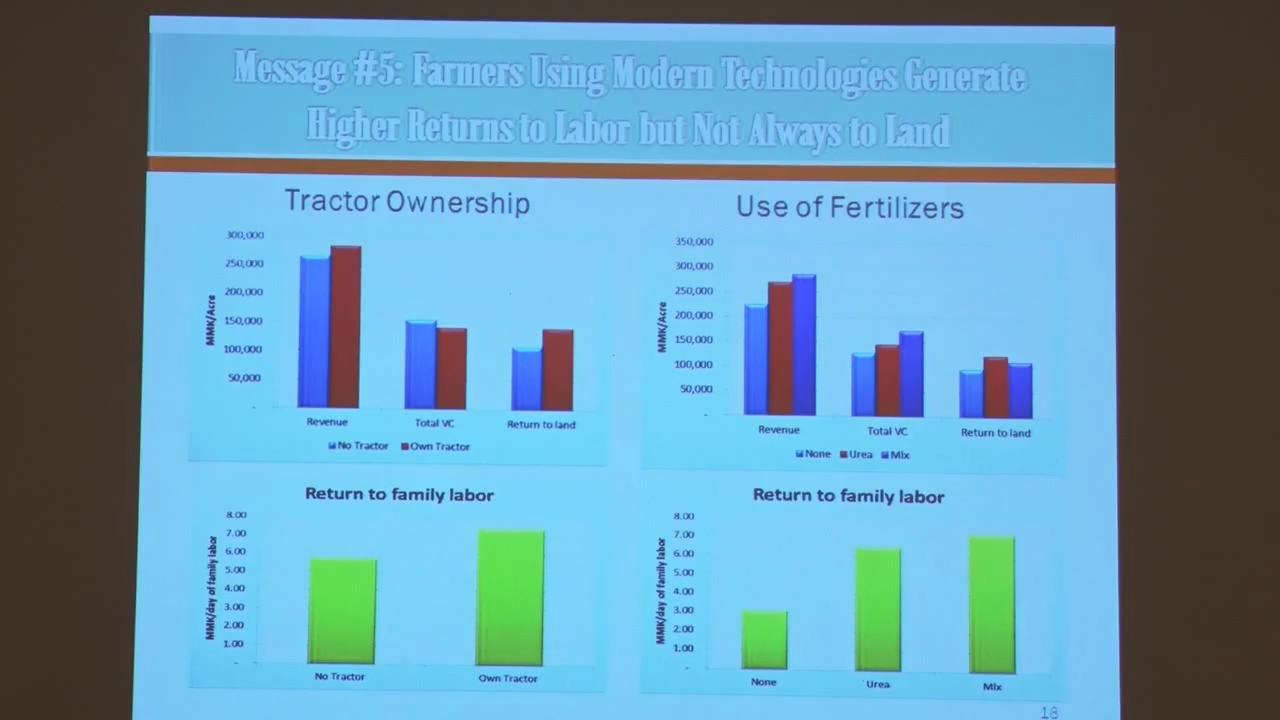 Message #5: Farmers Using Modern Technologies Generate
Higher Returns to Labor but Not Always to Land
Tractor Ownership
300,000
250,000
200,000
150,000
100,000
50,000
-
MMK/Acre
Revenue
Total VC
Return to land
No Tractor
Own Tractor
Use of Fertilizers
350,000
300,000
250,000
200,000
150,000
100,000
50,000
-
MMK/Acre
Revenue
Total VC
Return to land
None
Urea
Mix
Return to family labor
8.00
7.00
6.00
5.00
4.00
3.00
2.00
1.00
-
MMK/day of family labor
No Tractor
Own Tractor
Return to family labor
8.00
7.00
6.00
5.00
4.00
3.00
2.00
1.00
-
MMK/day of family labor
None
Urea
Mix
18